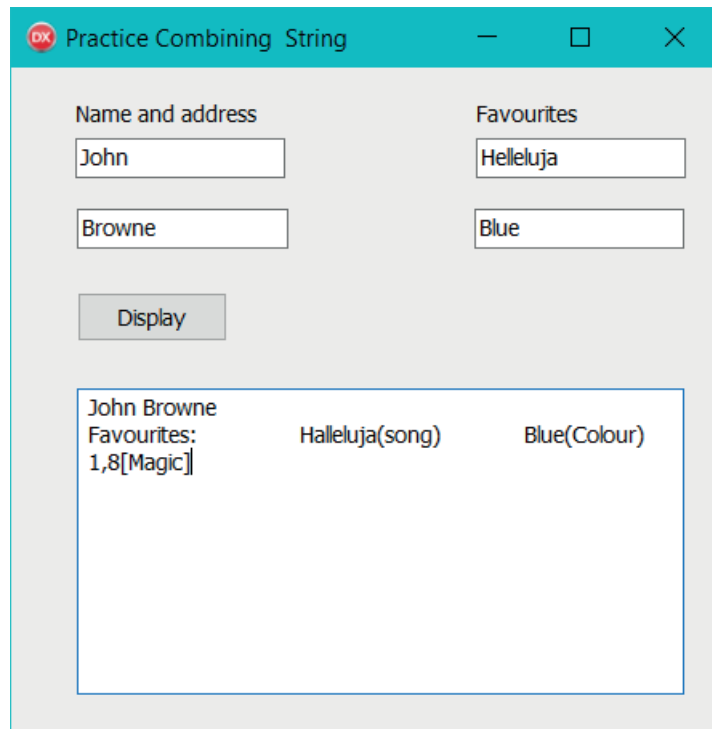 DX Practice Combining  String
Name and address Favourites
John Helleluja
Browne Blue
Display
John Browne
Favourites: Halleluja(song) Blue(Colour)
1,8[Magic]